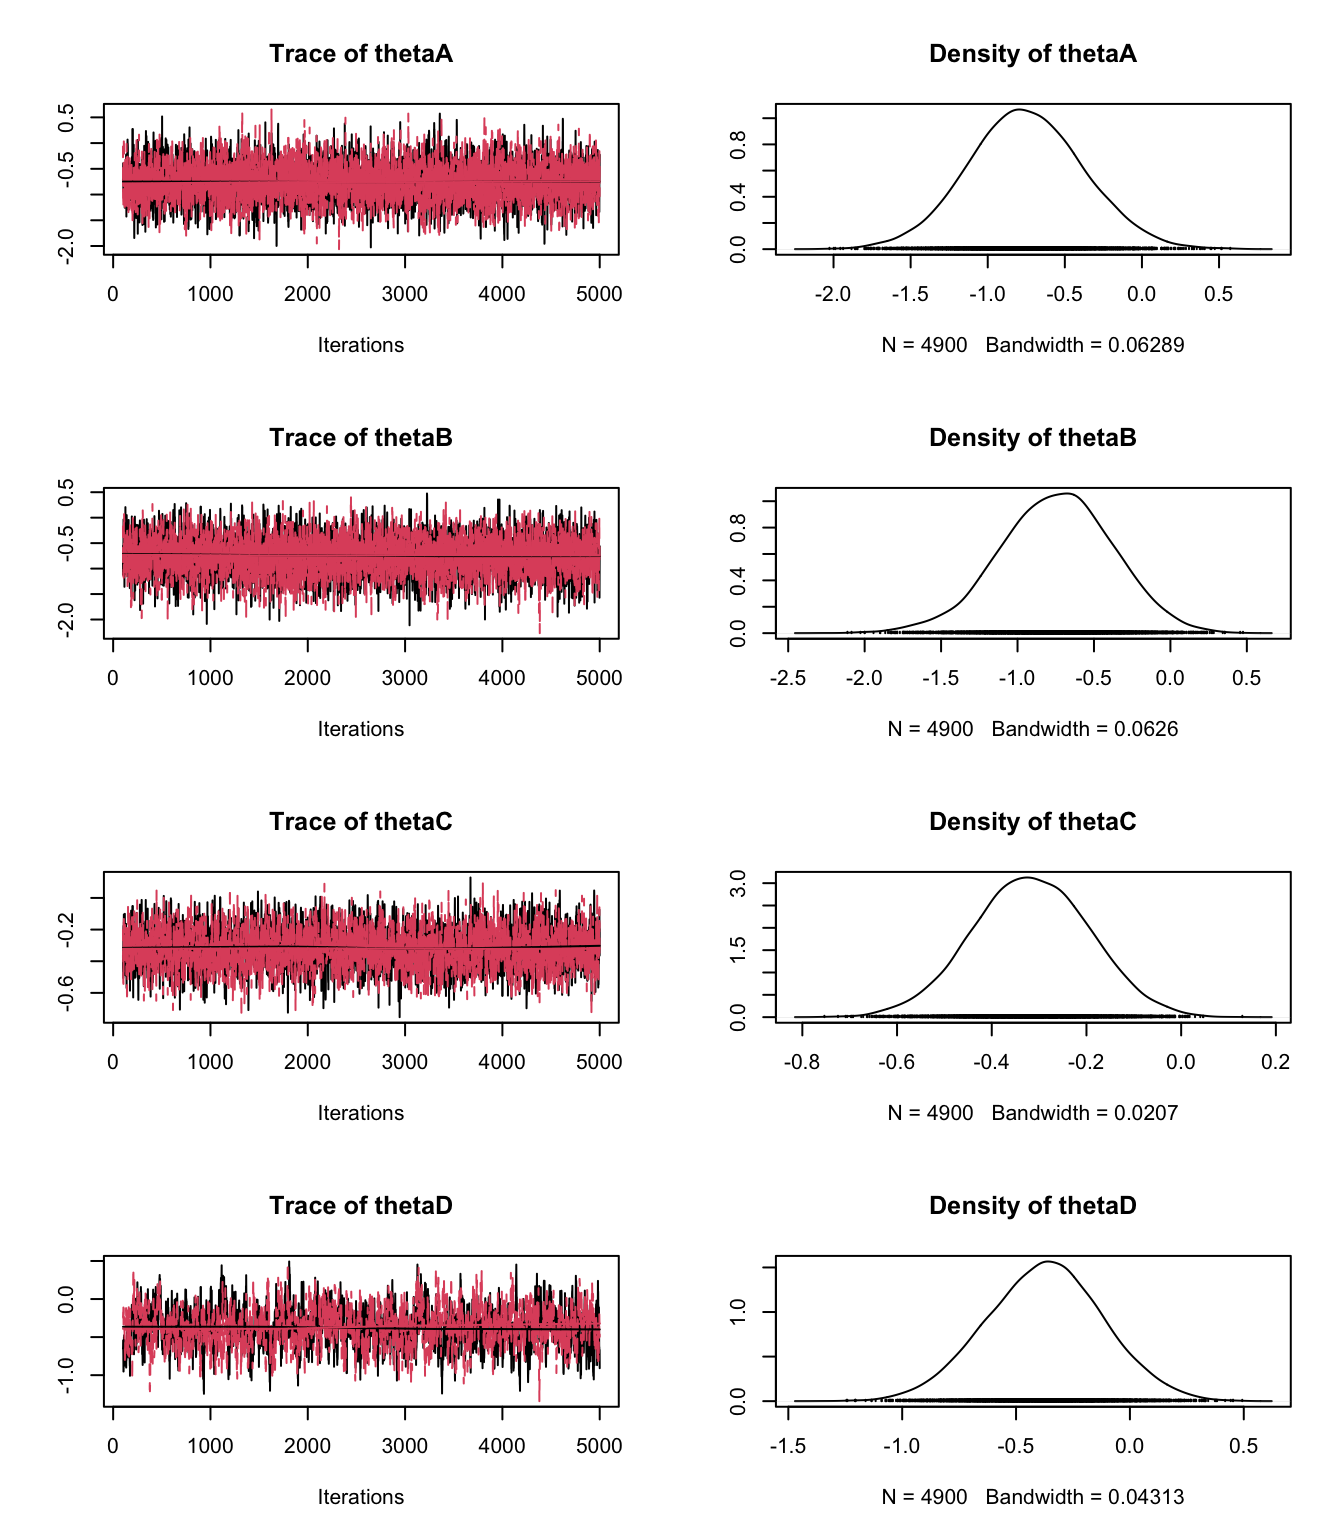 Trace of thetaA
0.5
-0.5
-2.0
0 1000 2000 3000 4000 5000
Iterations
Density of thetaA
0.8
0.4
0.0
-2.0 -1.5 -1.0 -0.5 0.0 0.5
N = 4900 Bandwidth = 0.06289
Trace of thetaB
0.5
-0.5
-2.0
0 1000 2000 3000 4000 5000
Iterations
Density of thetaB
0.8
0.4
0.0
-2.5 -2.0 -1.5 -1.0 -0.5 0.0 0.5
N = 4900 Bandwidth = 0.0626
Trace of thetaC
-0.2
-0.6
0 1000 2000 3000 4000 5000
Iterations
Density of thetaC
3.0
1.5
0.0
-0.8 -0.6 -0.4 -0.2 0.0 0.2
N = 4900 Bandwidth = 0.0207
Trace of thetaD
0.0
-1.0
0 1000 2000 3000 4000 5000
Iterations
Density of thetaD
1.0
0.0
-1.5 -1.0 -0.5 0.0 0.5
N = 4900 Bandwidth = 0.04313